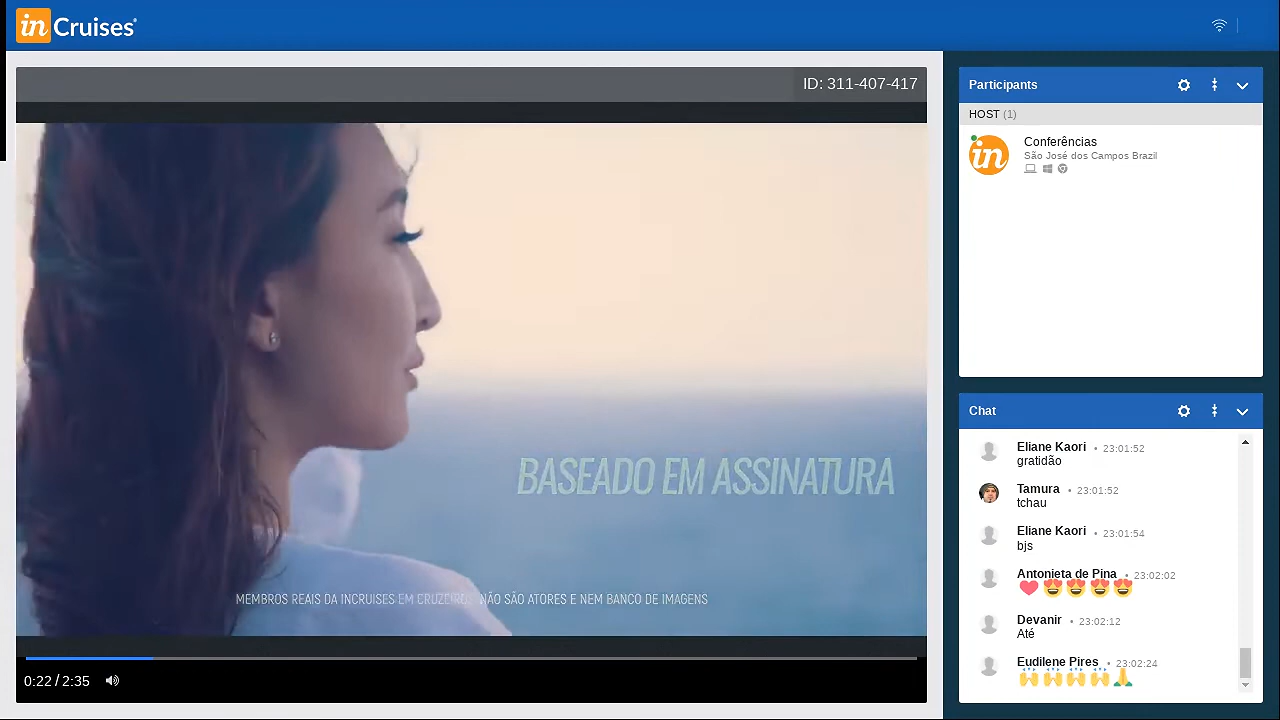 in Cruises®
ID: 311-407-417
BASEADO EM ASSINATURA
MEMBROS REAIS DA INCRUISES EM CRUZEIRO. NÃO SÃO ATORES E NEM BANCO DE IMAGENS
0:22 / 2:35
Participants
HOST (1)
in
Conferências
São José dos Campos Brazil
Chat
Eliane Kaori • 23:01:52
gratidão
Tamura • 23:01:52
tchau
Eliane Kaori • 23:01:54
bjs
Antonieta de Pina • 23:02:02
❤️😍😍😍😍
Devanir • 23:02:12
Até
Eudilene Pires • 23:02:24
🙌🙌🙌🙌🙏